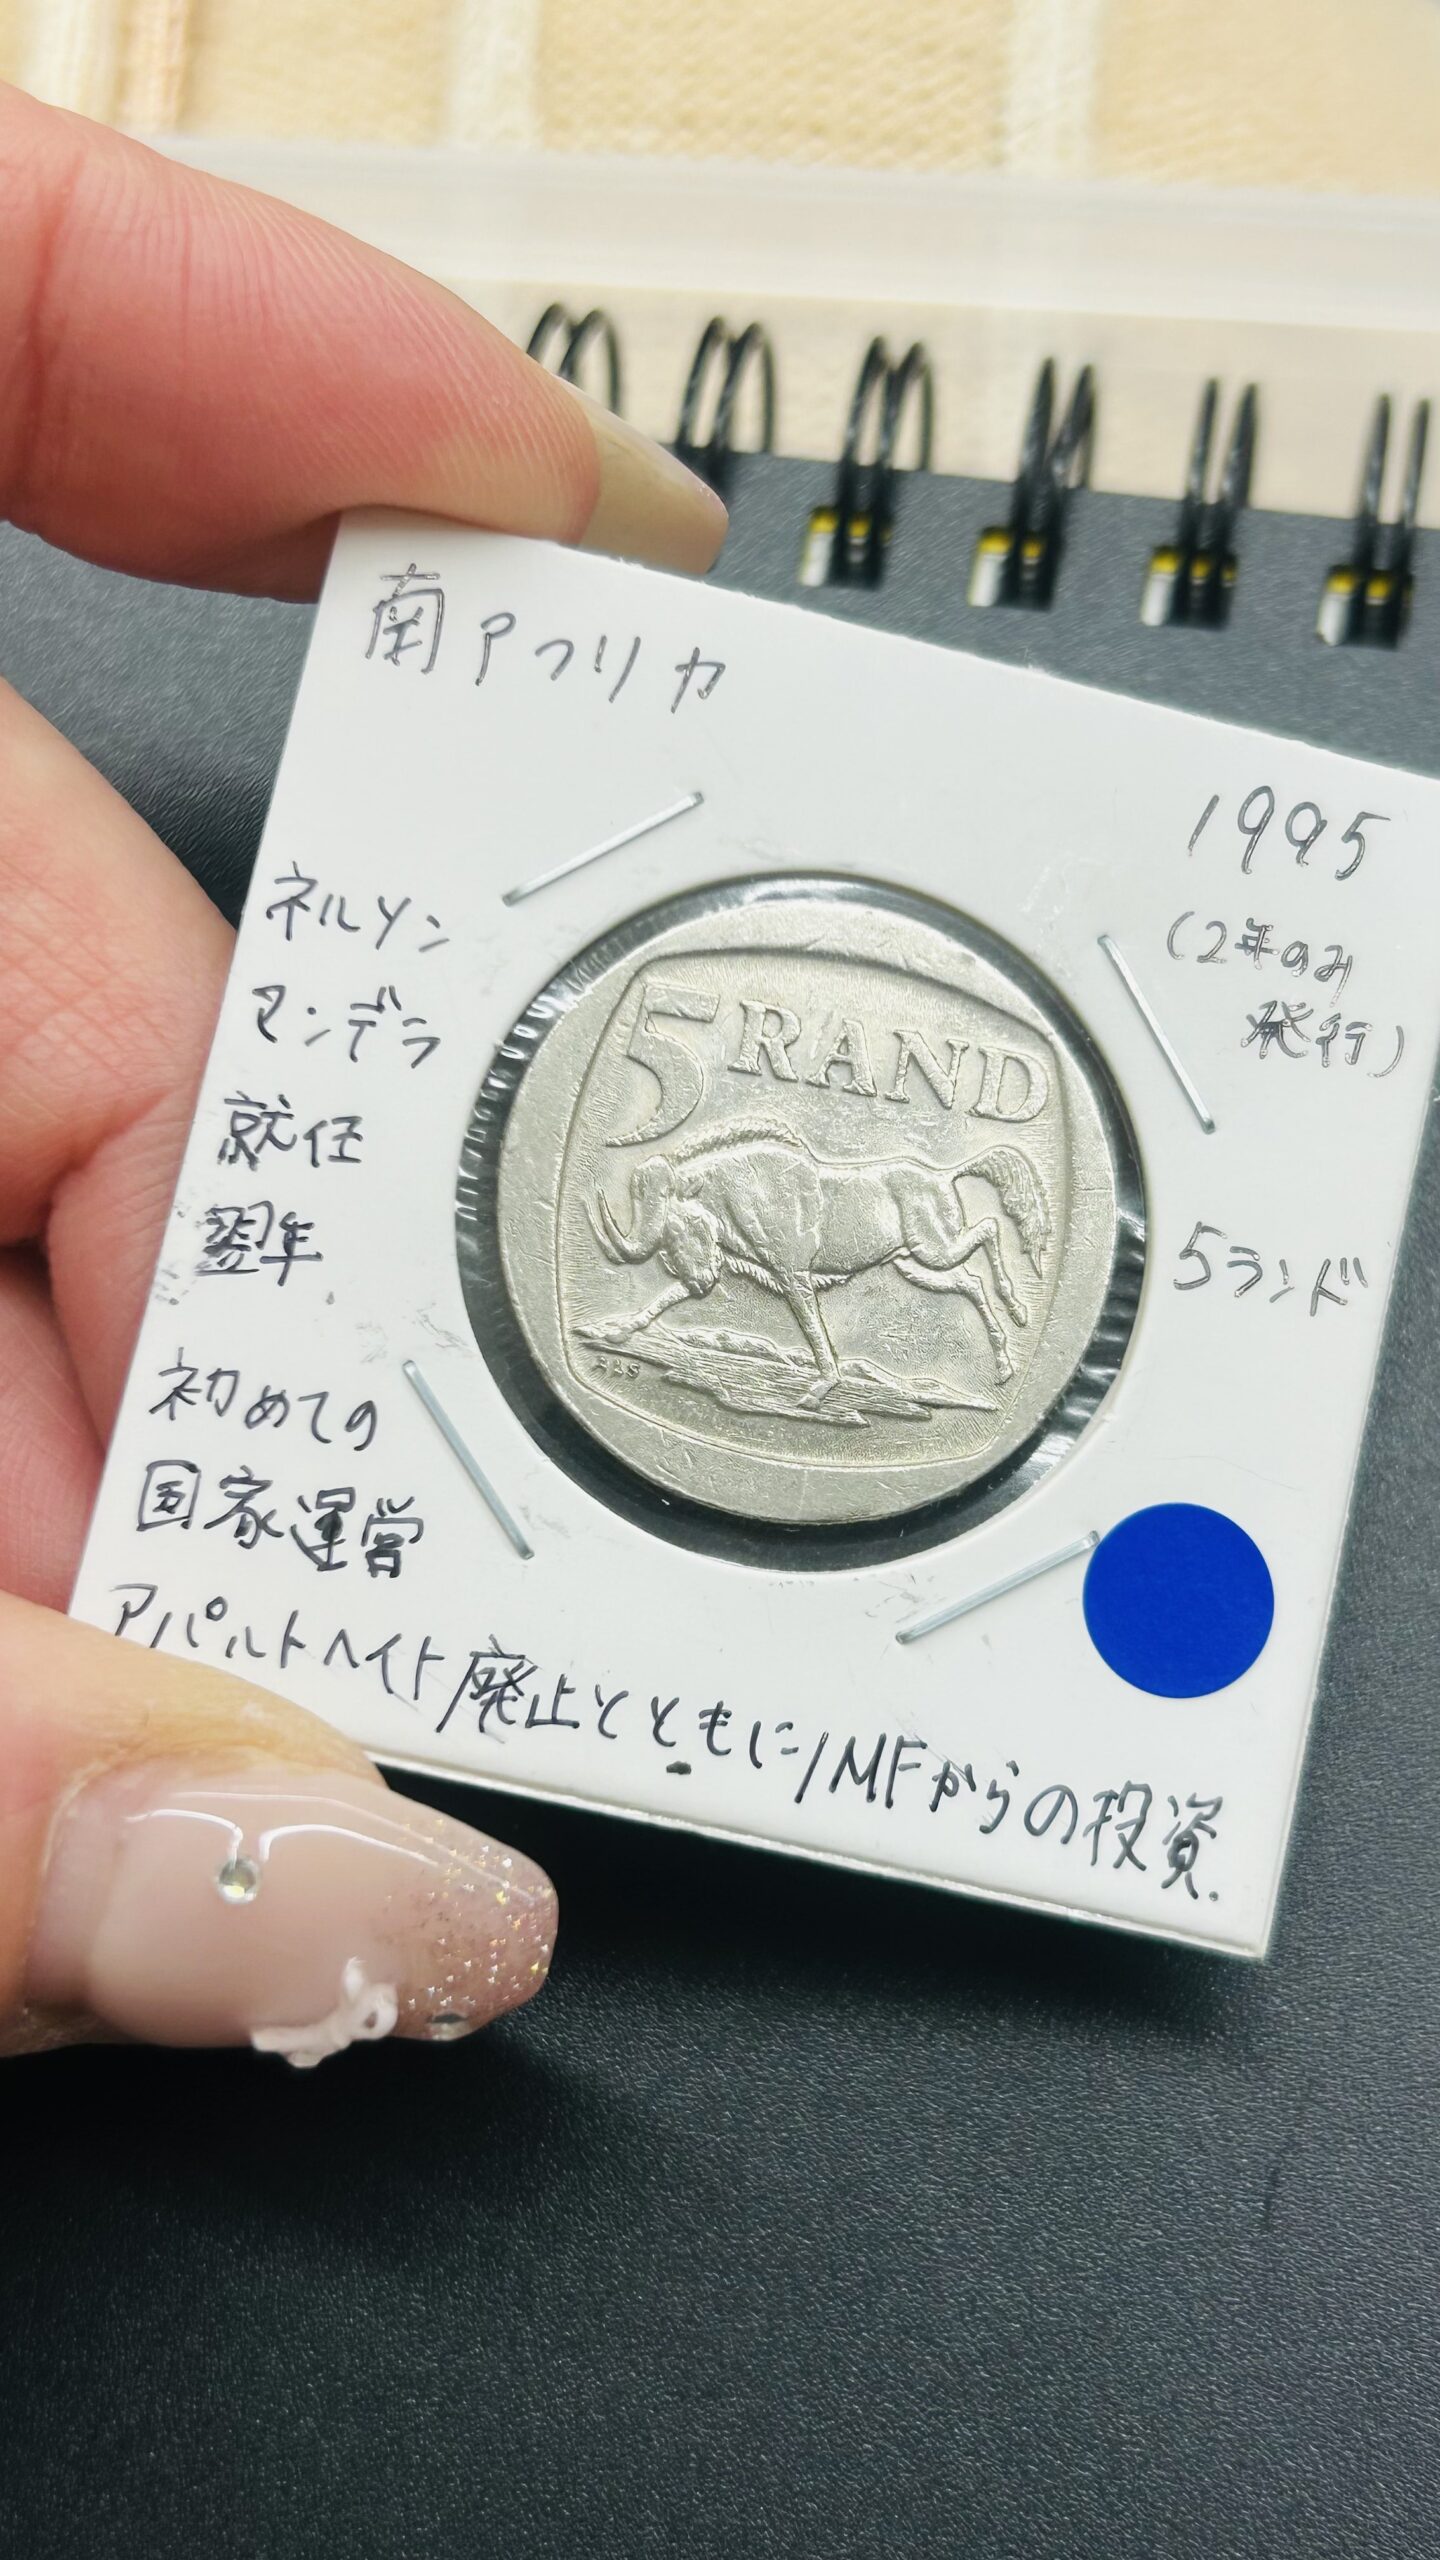 南アフリカ
1995
(2年のみ
発行)
5ランド
ネルソン
マンデラ
就任
翌年
初めての
国家運営
アパルトヘイト廃止とともにIMFからの投資.
5 RAND
ALS